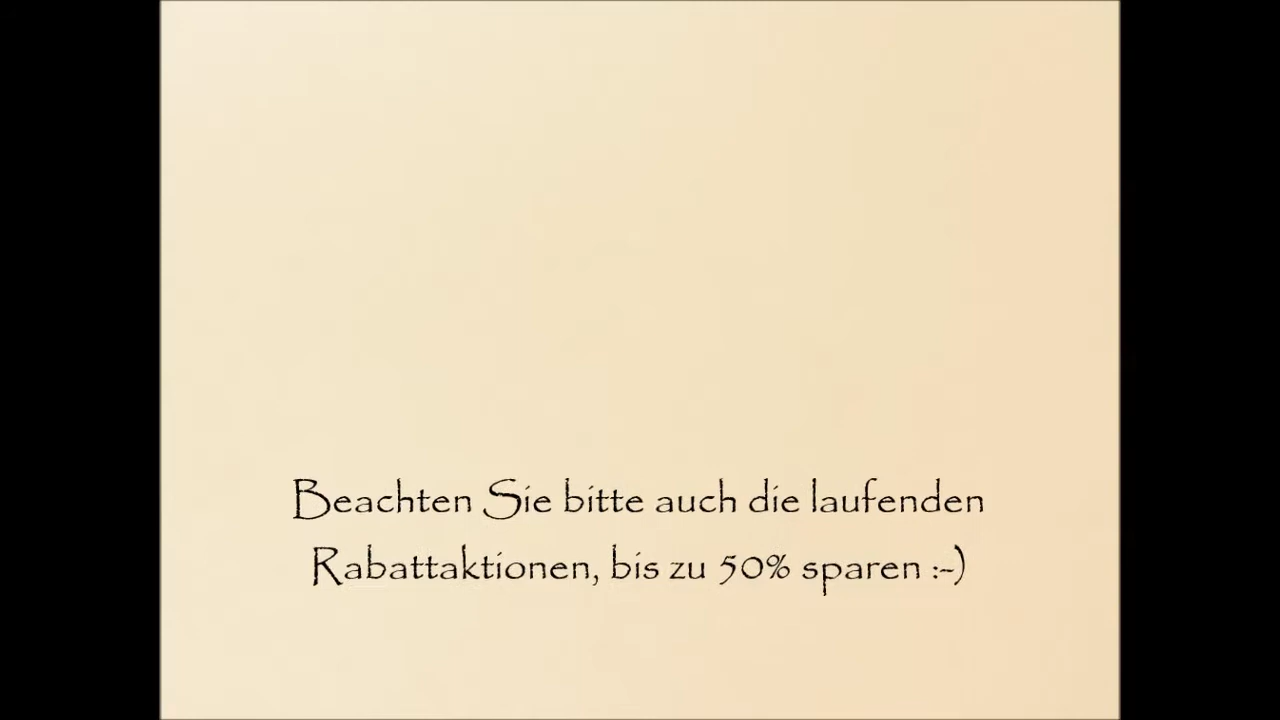 Beachten Sie bitte auch die laufenden
Rabattaktionen, bis zu 50% sparen :-)